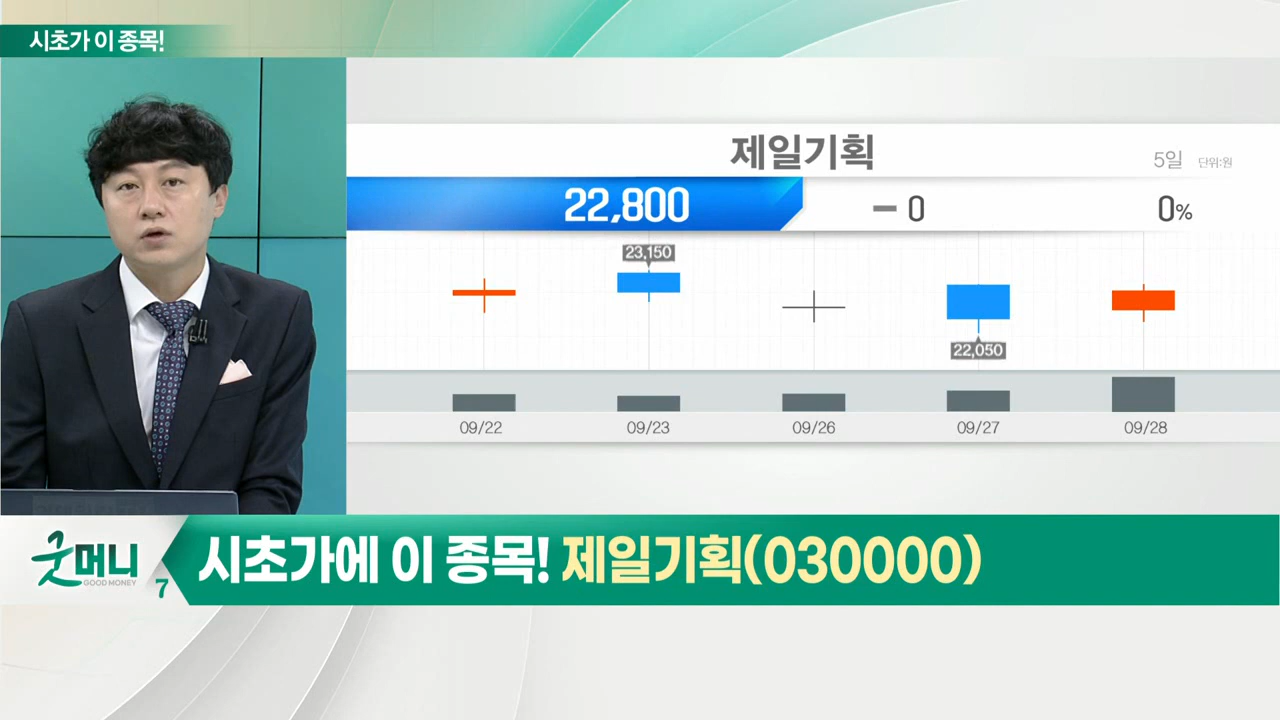 시초가 이 종목!
제일기획
5일 단위:원
22,800 0 0%
23,150
22,050
09/22 09/23 09/26 09/27 09/28
굿머니
GOOD MONEY
7
시초가에 이 종목! 제일기획(030000)